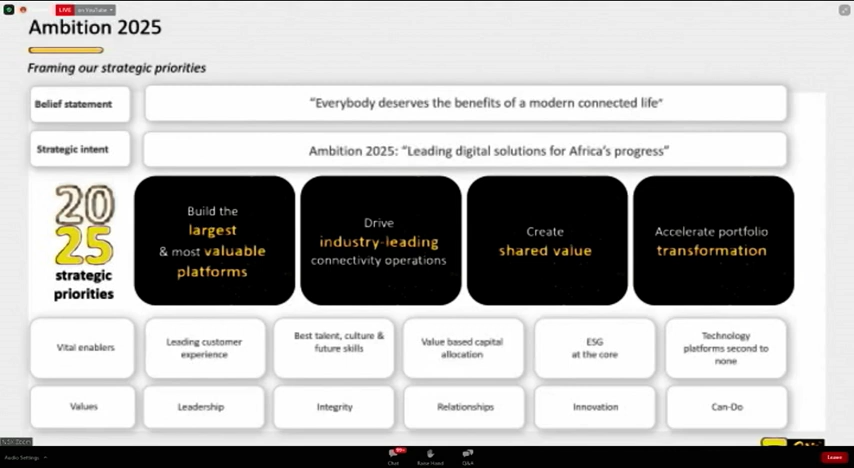 LIVE on YouTube
Ambition 2025
Framing our strategic priorities
Belief statement
"Everybody deserves the benefits of a modern connected life"
Strategic intent
Ambition 2025: "Leading digital solutions for Africa's progress"
20
25
strategic
priorities
Build the
largest
& most valuable
platforms
Drive
industry-leading
connectivity operations
Create
shared value
Accelerate portfolio
transformation
Vital enablers
Leading customer
experience
Best talent, culture &
future skills
Value based capital
allocation
ESG
at the core
Technology
platforms second to
none
Values
Leadership
Integrity
Relationships
Innovation
Can-Do
Audio Settings
Chat
Raise Hand
Q&A
Leave